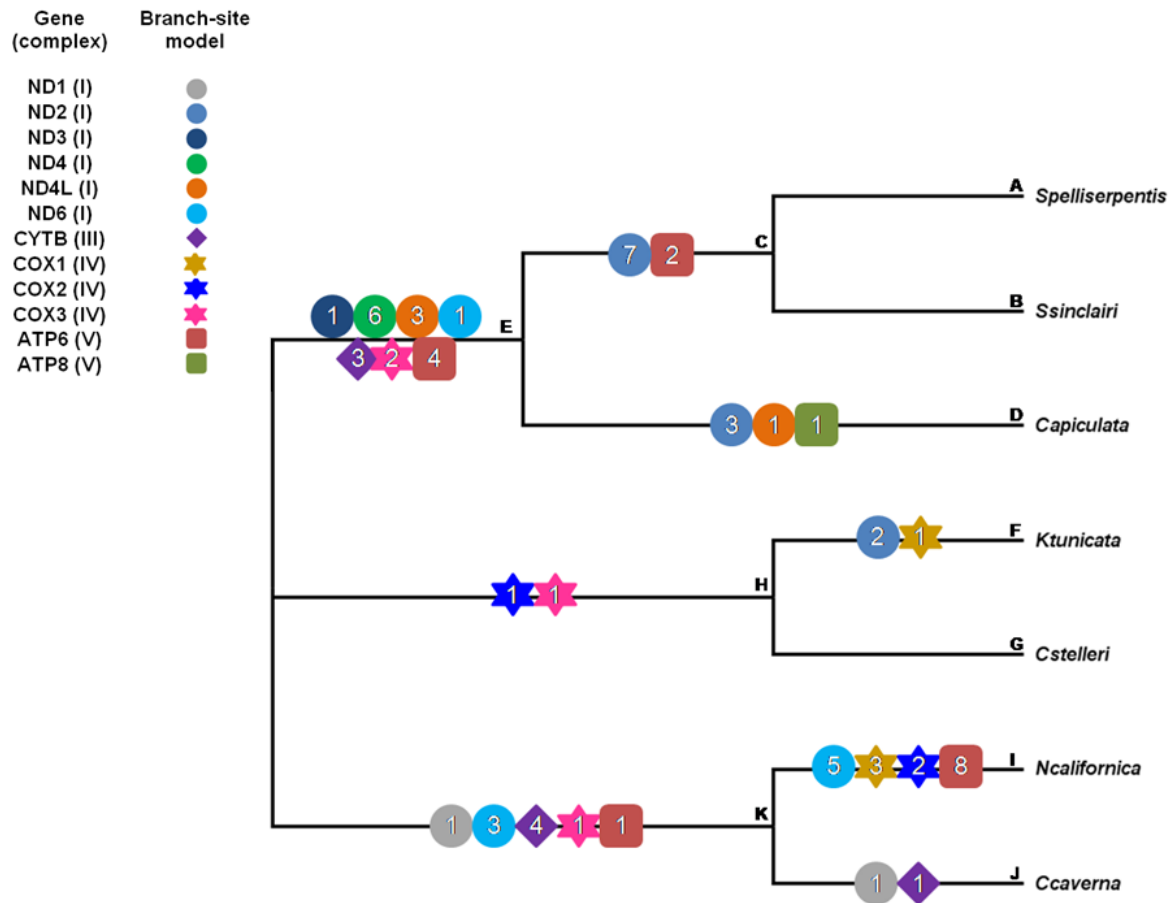 Gene
(complex)
Branch-site
model
ND1 (I)
ND2 (I)
ND3 (I)
ND4 (I)
ND4L (I)
ND6 (I)
CYTB (III)
COX1 (IV)
COX2 (IV)
COX3 (IV)
ATP6 (V)
ATP8 (V)
A Spelliserpentis
7 2 C
B Ssinclairi
1 6 3 1
E
3 2 4
3 1 1 D Capiculata
2 1 F Ktunicata
1 1 H
G Cstelleri
5 3 2 8 I Ncalifornica
1 3 4 1 1 K
1 1 J Ccaverna